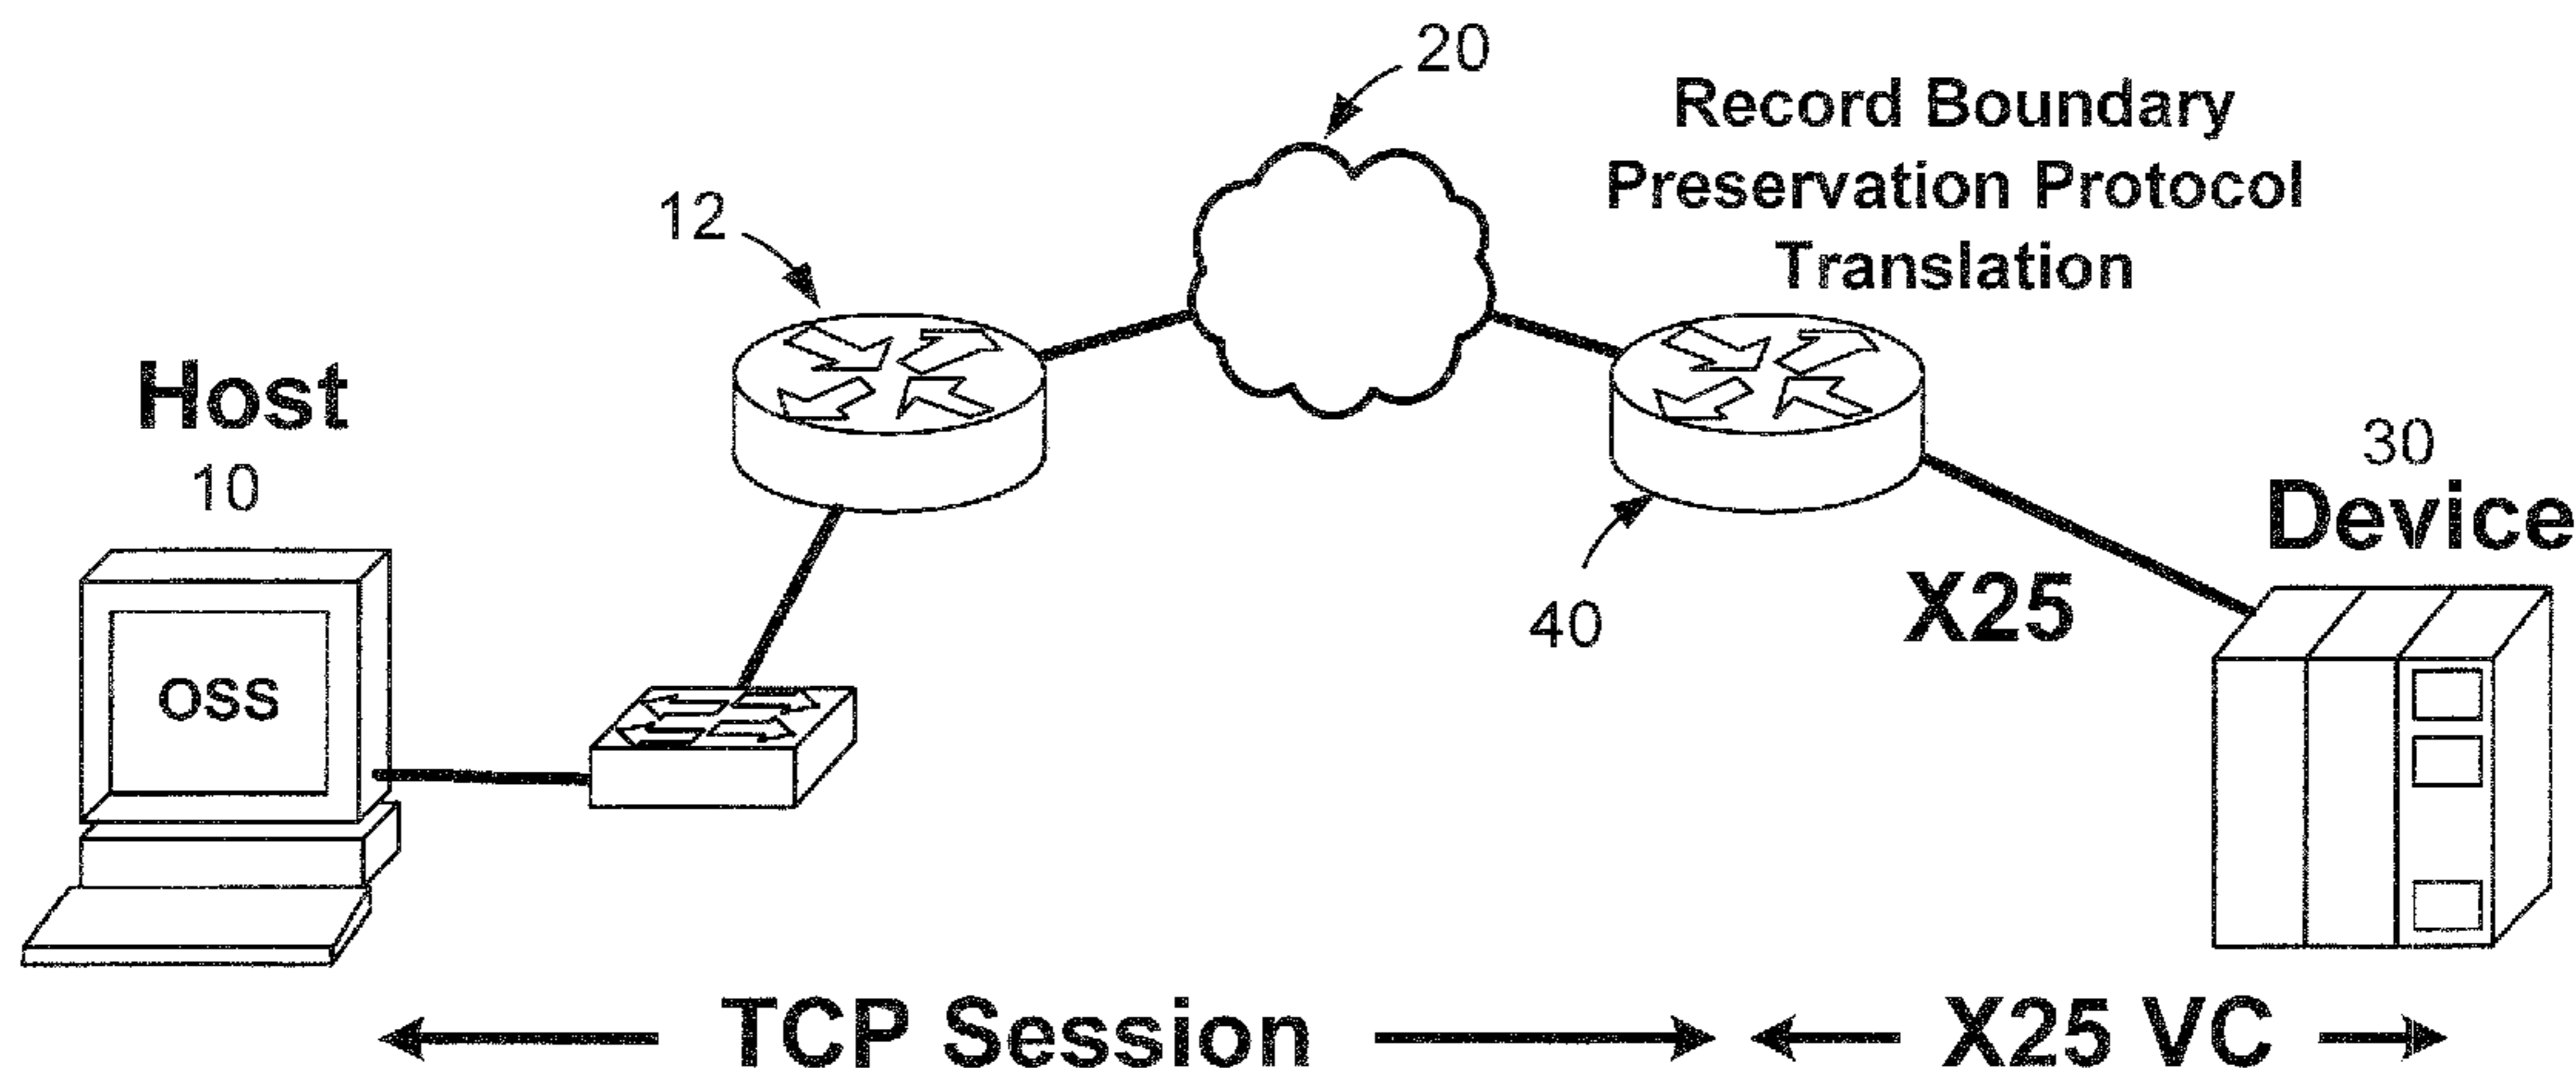 20
Record Boundary
Preservation Protocol
Translation
12
Host
10
30
Device
40
X25
OSS
TCP Session
X25 VC